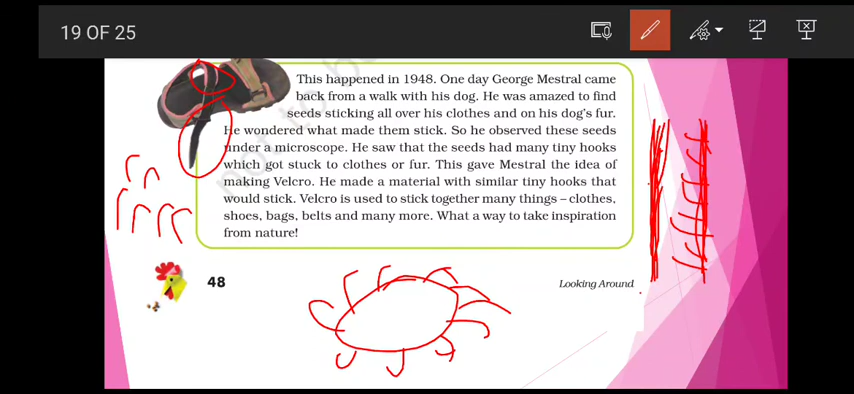 19 OF 25
This happened in 1948. One day George Mestral came
back from a walk with his dog. He was amazed to find
seeds sticking all over his clothes and on his dog's fur.
He wondered what made them stick. So he observed these seeds
under a microscope. He saw that the seeds had many tiny hooks
which got stuck to clothes or fur. This gave Mestral the idea of
making Velcro. He made a material with similar tiny hooks that
would stick. Velcro is used to stick together many things – clothes,
shoes, bags, belts and many more. What a way to take inspiration
from nature!
48
Looking Around